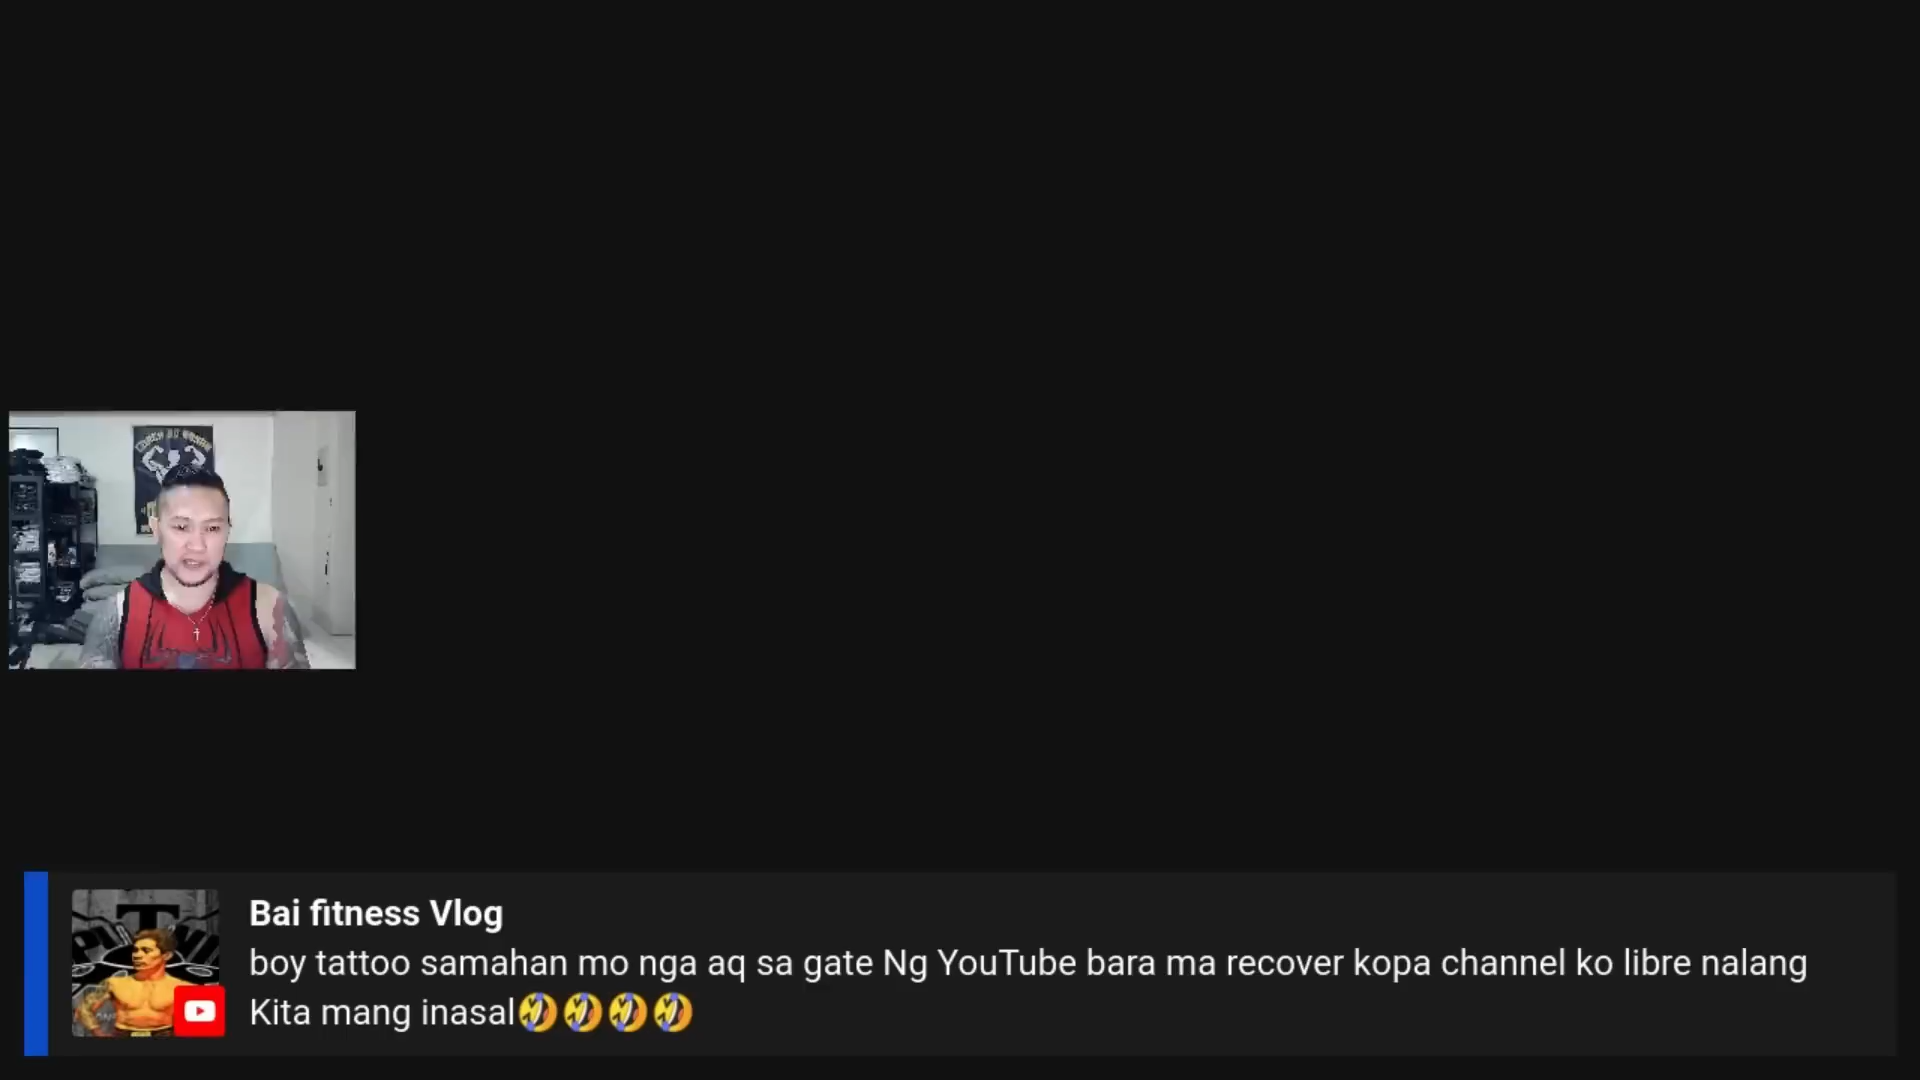 Bai fitness Vlog
boy tattoo samahan mo nga aq sa gate Ng YouTube bara ma recover kopa channel ko libre nalang
Kita mang inasal🤣🤣🤣🤣